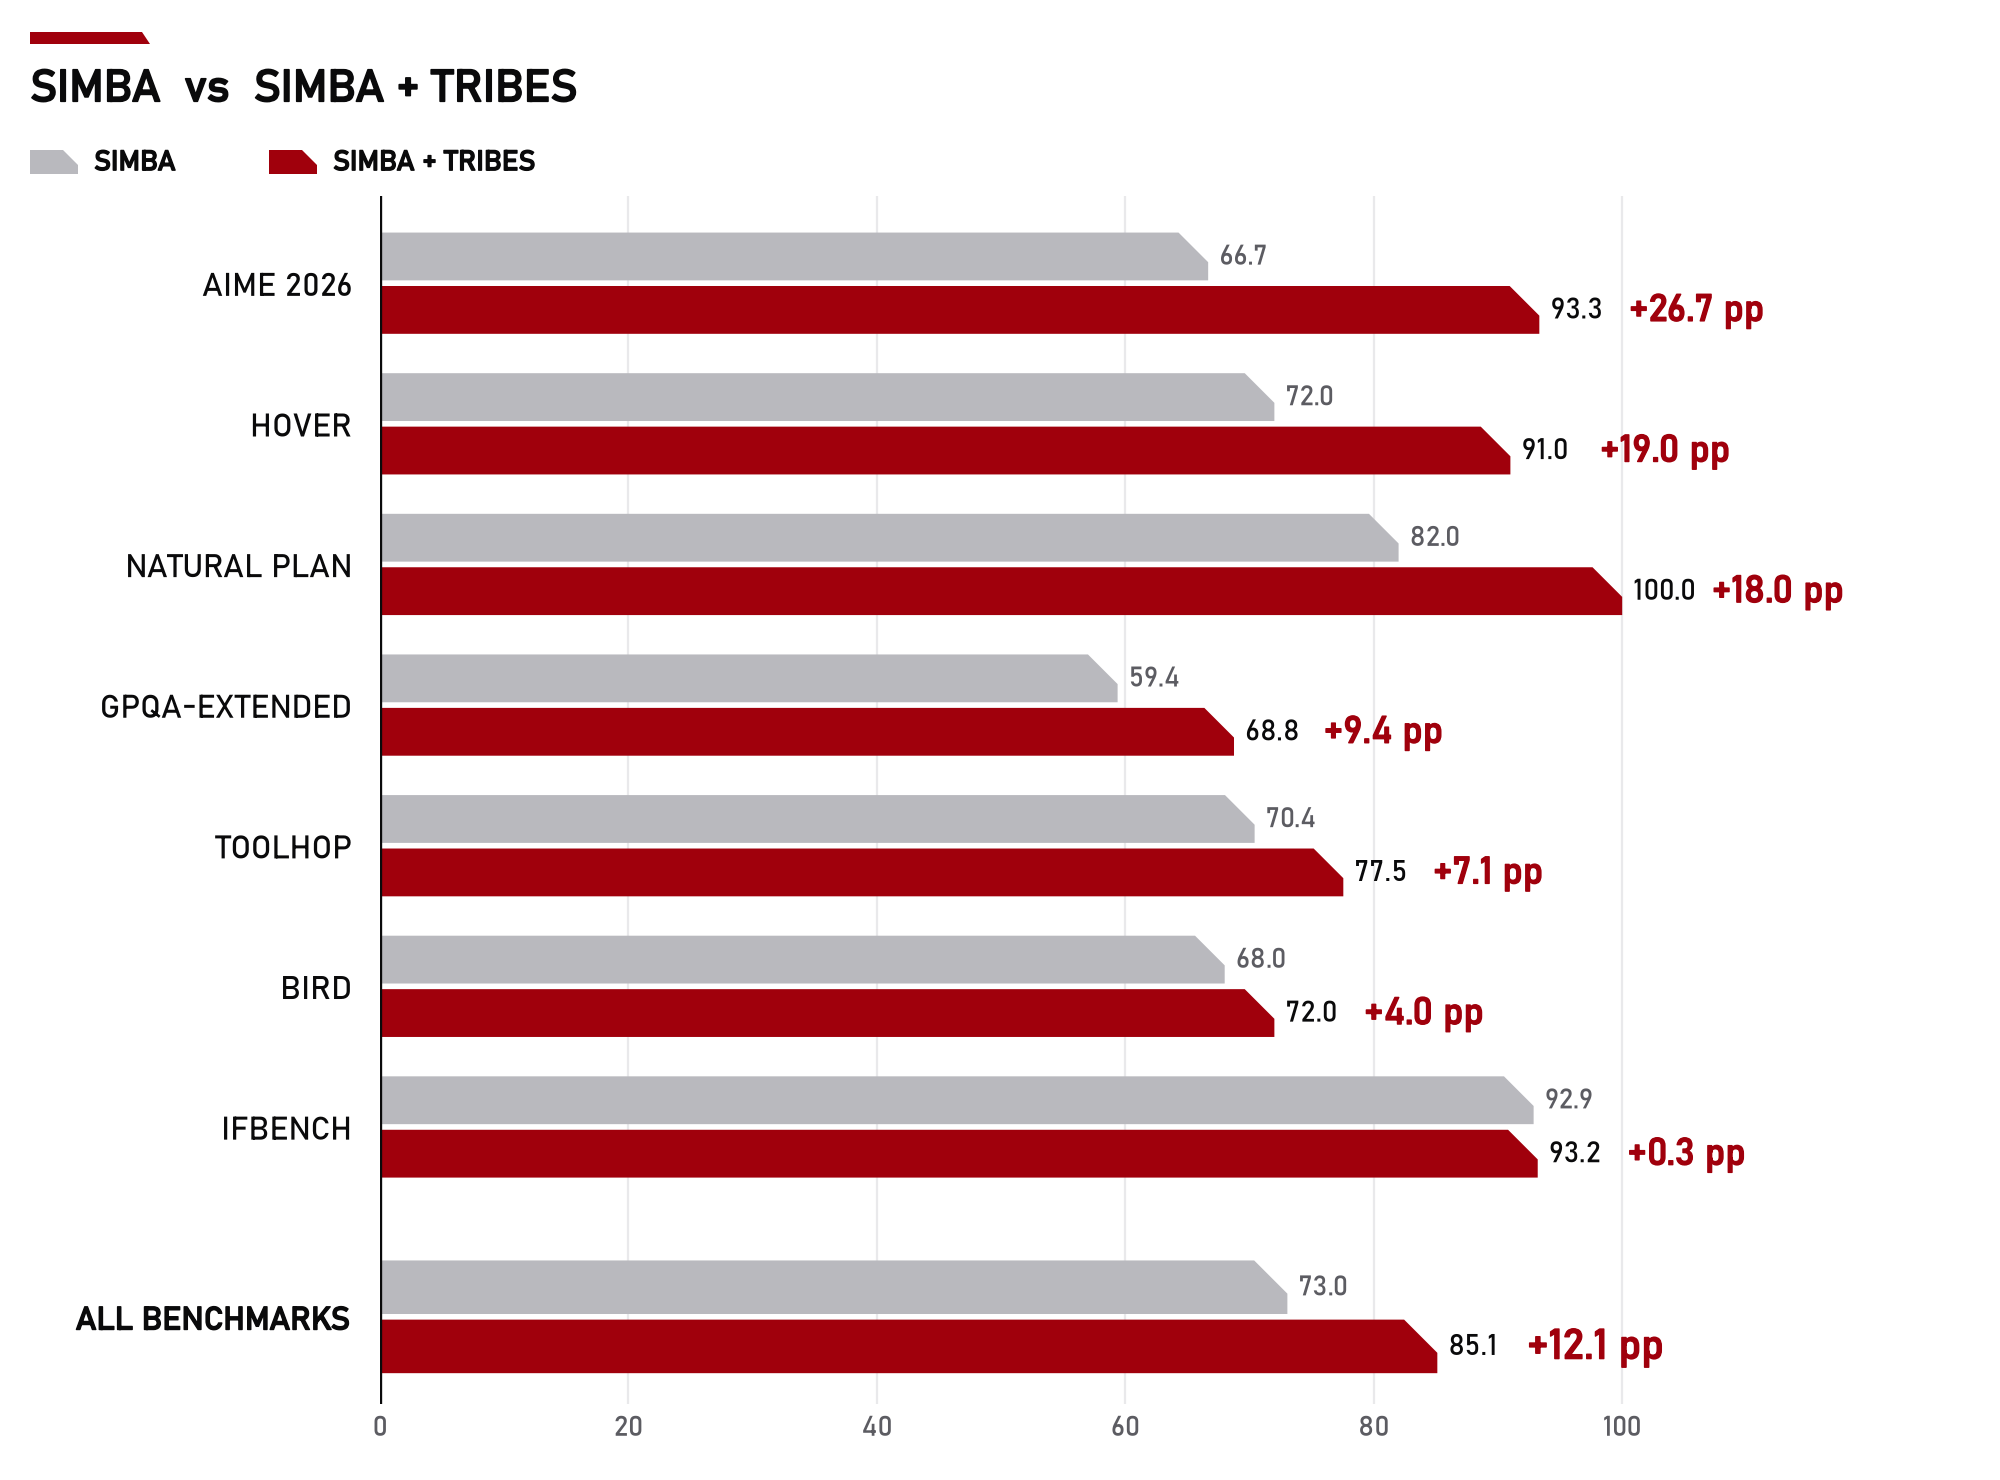 SIMBA vs SIMBA + TRIBES
SIMBA SIMBA + TRIBES
66.7
AIME 2026
93.3 +26.7 pp
72.0
HOVER
91.0 +19.0 pp
82.0
NATURAL PLAN
100.0 +18.0 pp
59.4
GPQA-EXTENDED
68.8 +9.4 pp
70.4
TOOLHOP
77.5 +7.1 pp
68.0
BIRD
72.0 +4.0 pp
92.9
IFBENCH
93.2 +0.3 pp
73.0
ALL BENCHMARKS
85.1 +12.1 pp
0 20 40 60 80 100